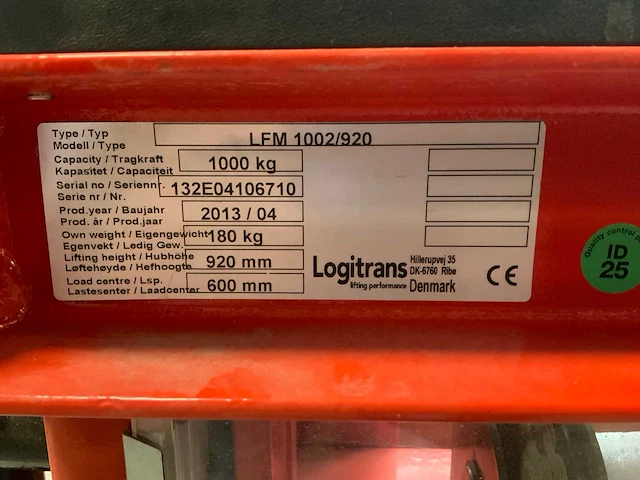 Type / Typ
Modell / Type
LFM 1002/920
Capacity / Tragkraft
Kapasitet / Capaciteit
1000 kg
Serial no / Seriennr.
Serie nr / Nr.
132E04106710
Prod.year / Baujahr
Prod. år / Prod.jaar
2013 / 04
Own weight / Eigengewicht
Egenvekt / Ledig Gew.
180 kg
Lifting height / Hubhöhe
Løftehøyde / Hefhoogte
920 mm
Load centre / Lsp.
Lastesenter / Laadcenter
600 mm
Logitrans
lifting performance
Hillerupvej 35
DK-6760 Ribe
Denmark
CE
Quality control
ID
25